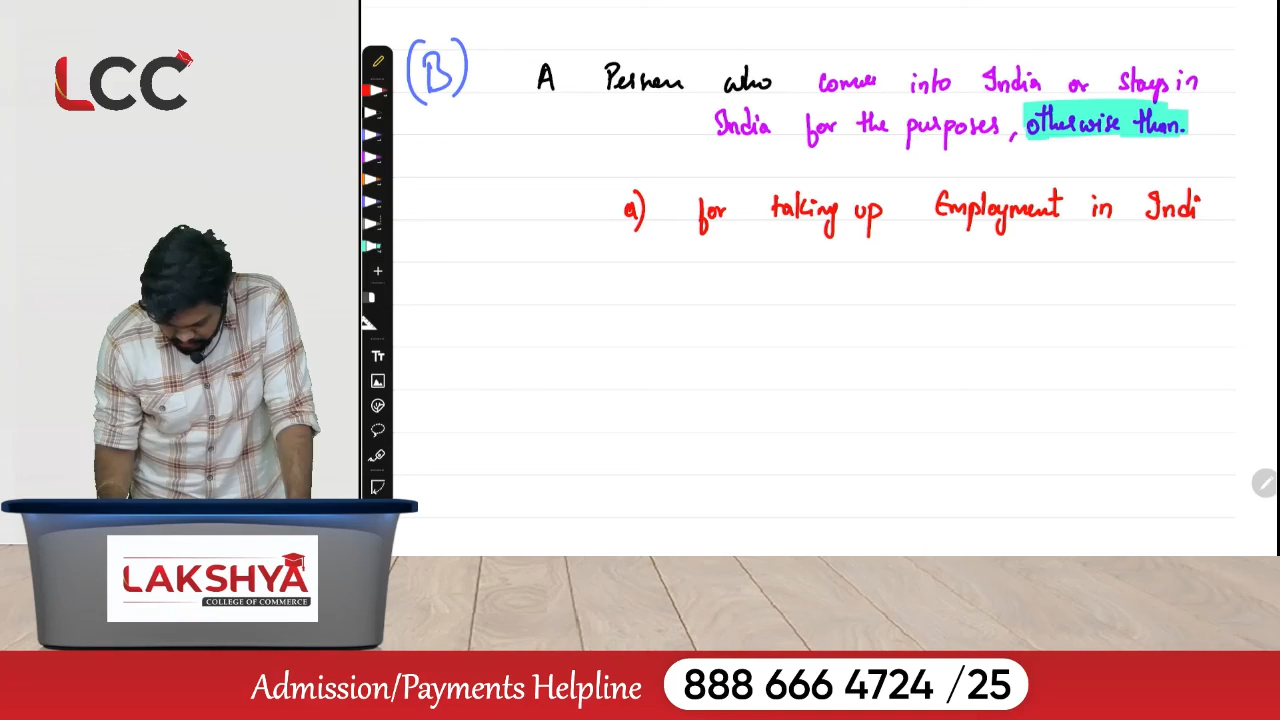 LCC
(B) A Person who comes into India or stays in
India for the purposes, otherwise than.
a) for taking up Employment in Indi
TT
LAKSHYA
COLLEGE OF COMMERCE
Admission/Payments Helpline 888 666 4724 /25